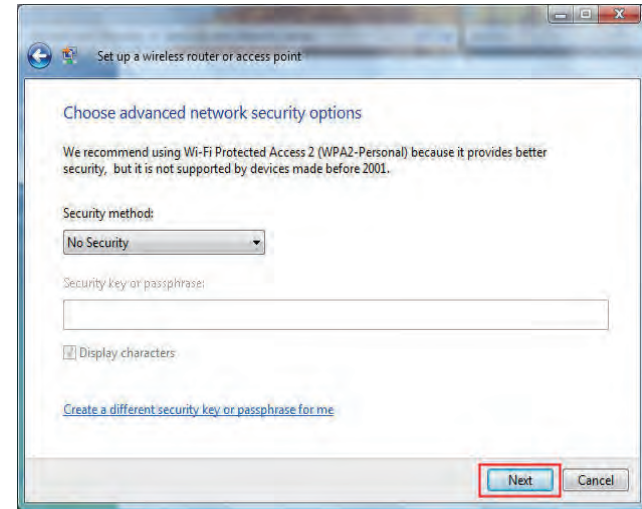 Set up a wireless router or access point
Choose advanced network security options
We recommend using Wi-Fi Protected Access 2 (WPA2-Personal) because it provides better
security, but it is not supported by devices made before 2001.
Security method:
No Security
Security key or passphrase:
Display characters
Create a different security key or passphrase for me
Next Cancel